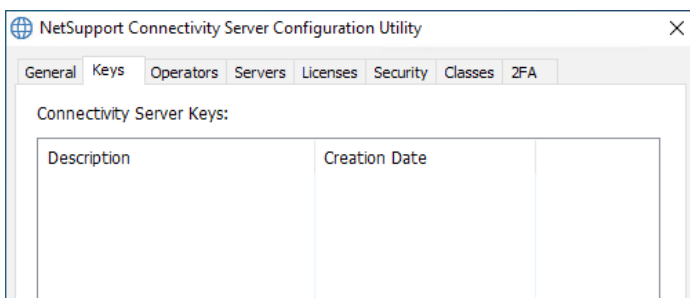 NetSupport Connectivity Server Configuration Utility
General Keys Operators Servers Licenses Security Classes 2FA
Connectivity Server Keys:
Description Creation Date